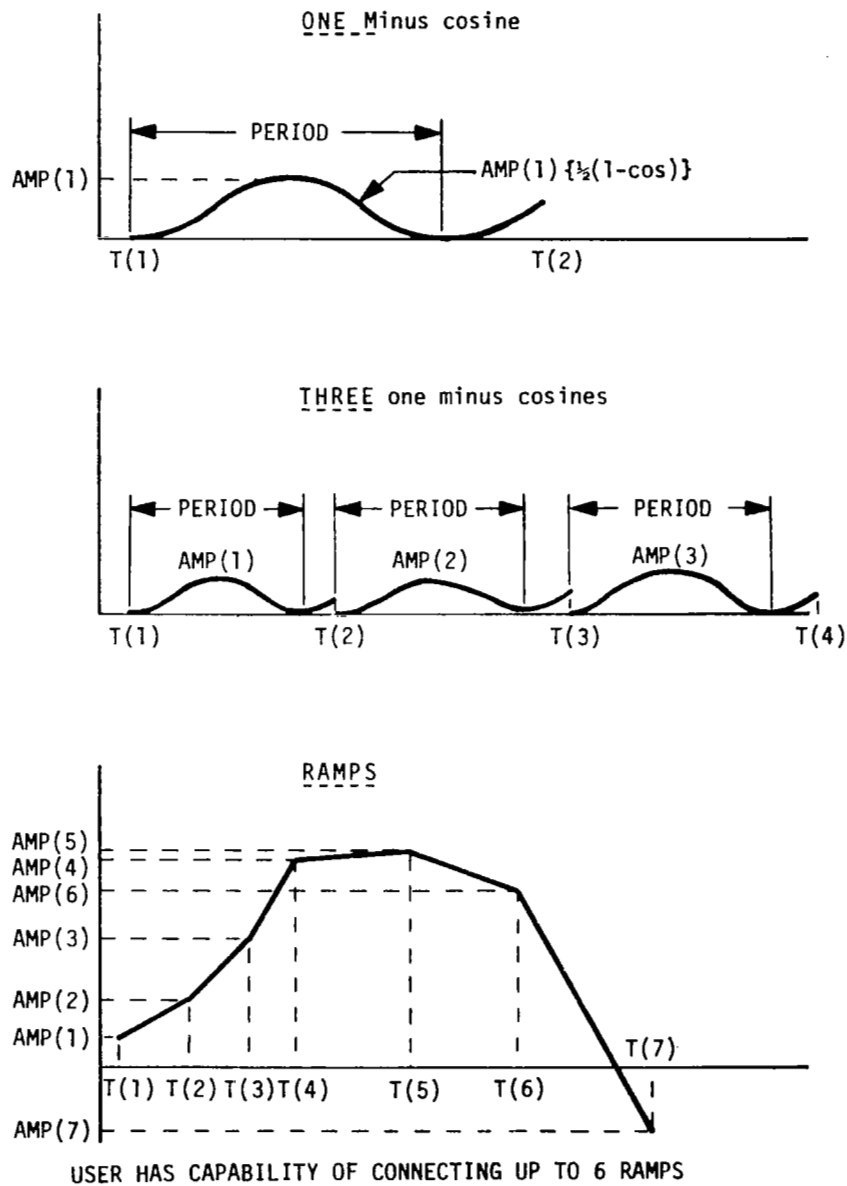 ONE Minus cosine
PERIOD
AMP(1)
AMP(1){½(1-cos)}
T(1) T(2)
THREE one minus cosines
PERIOD PERIOD PERIOD
AMP(1) AMP(2) AMP(3)
T(1) T(2) T(3) T(4)
RAMPS
AMP(5)
AMP(4)
AMP(6)
AMP(3)
AMP(2)
AMP(1)
T(7)
T(1) T(2) T(3) T(4) T(5) T(6)
AMP(7)
USER HAS CAPABILITY OF CONNECTING UP TO 6 RAMPS